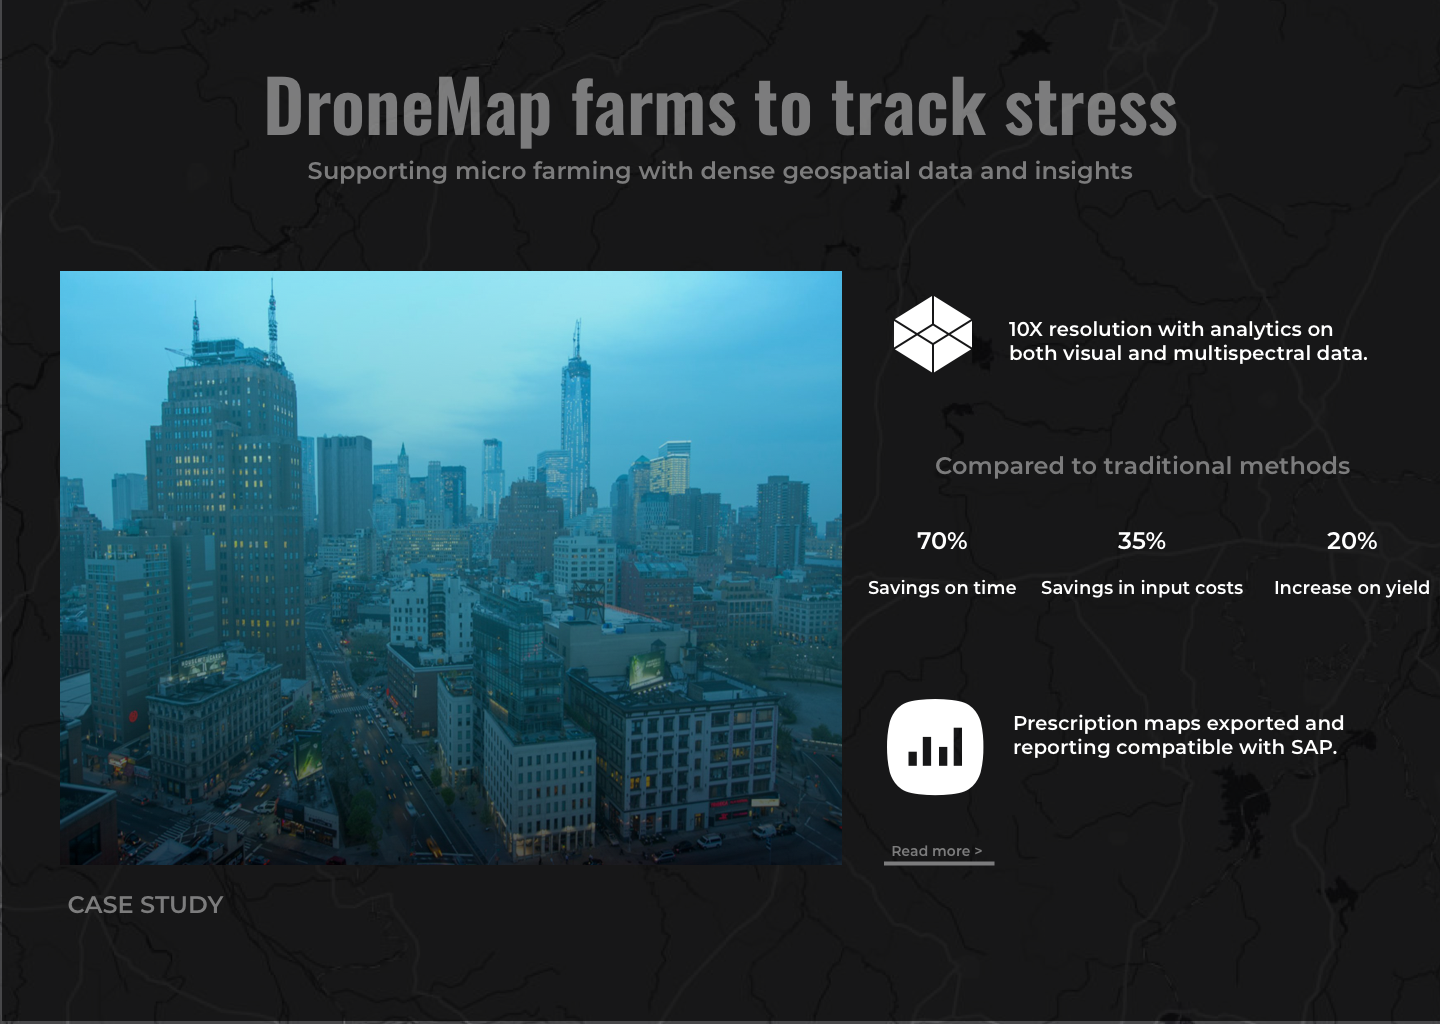 DroneMap farms to track stress
Supporting micro farming with dense geospatial data and insights
10X resolution with analytics on
both visual and multispectral data.
Compared to traditional methods
70%
35%
20%
Savings on time
Savings in input costs
Increase on yield
Prescription maps exported and
reporting compatible with SAP.
Read more >
CASE STUDY